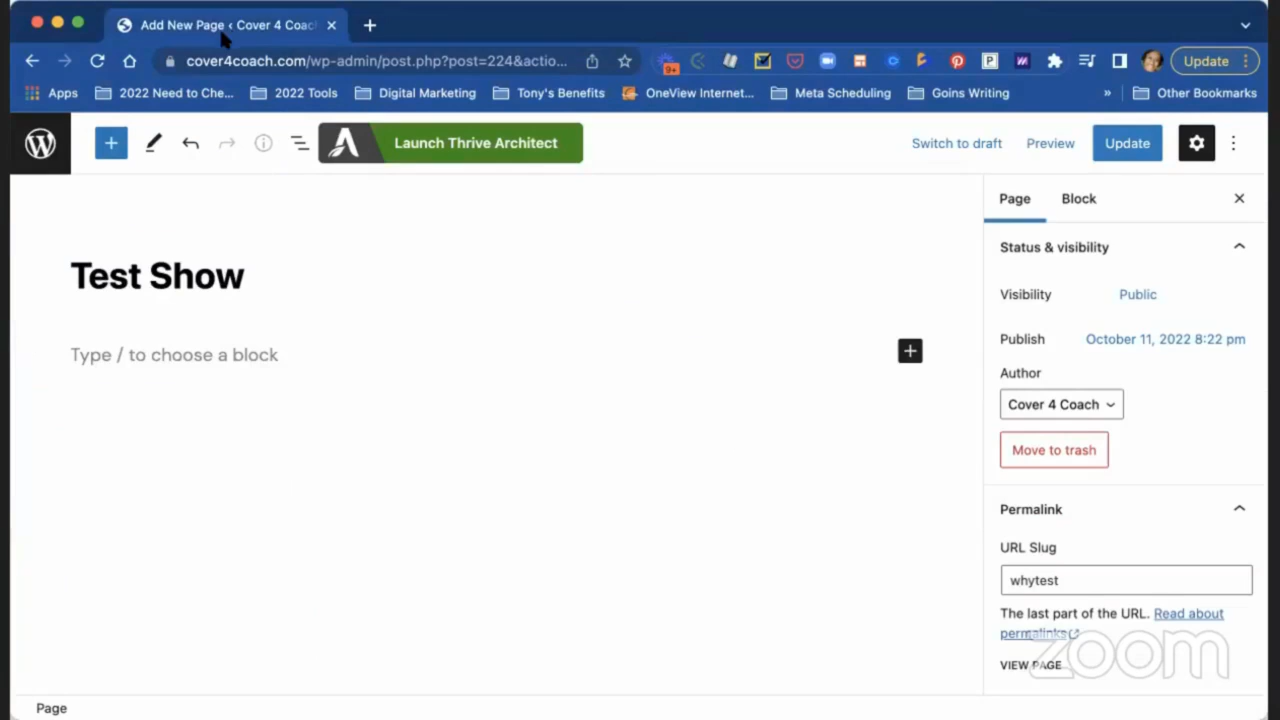 Add New Page ‹ Cover 4 Coac
cover4coach.com/wp-admin/post.php?post=224&actio...
9+
Update
Apps
2022 Need to Che...
2022 Tools
Digital Marketing
Tony's Benefits
OneView Internet...
Meta Scheduling
Goins Writing
»
Other Bookmarks
Launch Thrive Architect
Switch to draft
Preview
Update
Page
Block
Test Show
Type / to choose a block
Status & visibility
Visibility
Public
Publish
October 11, 2022 8:22 pm
Author
Cover 4 Coach
Move to trash
Permalink
URL Slug
whytest
The last part of the URL. Read about
permalinks
VIEW PAGE
zoom
Page